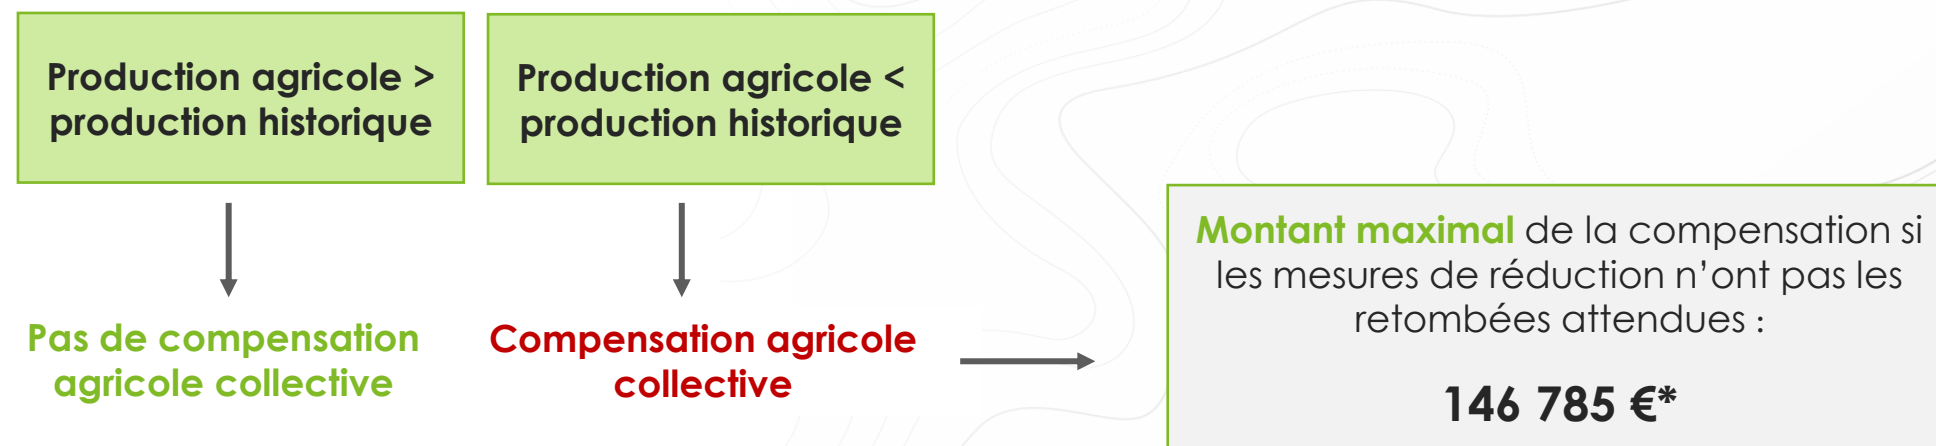 Production agricole >
production historique
Pas de compensation
agricole collective
Production agricole <
production historique
Compensation agricole
collective
Montant maximal de la compensation si
les mesures de réduction n’ont pas les
retombées attendues :
146 785 €*